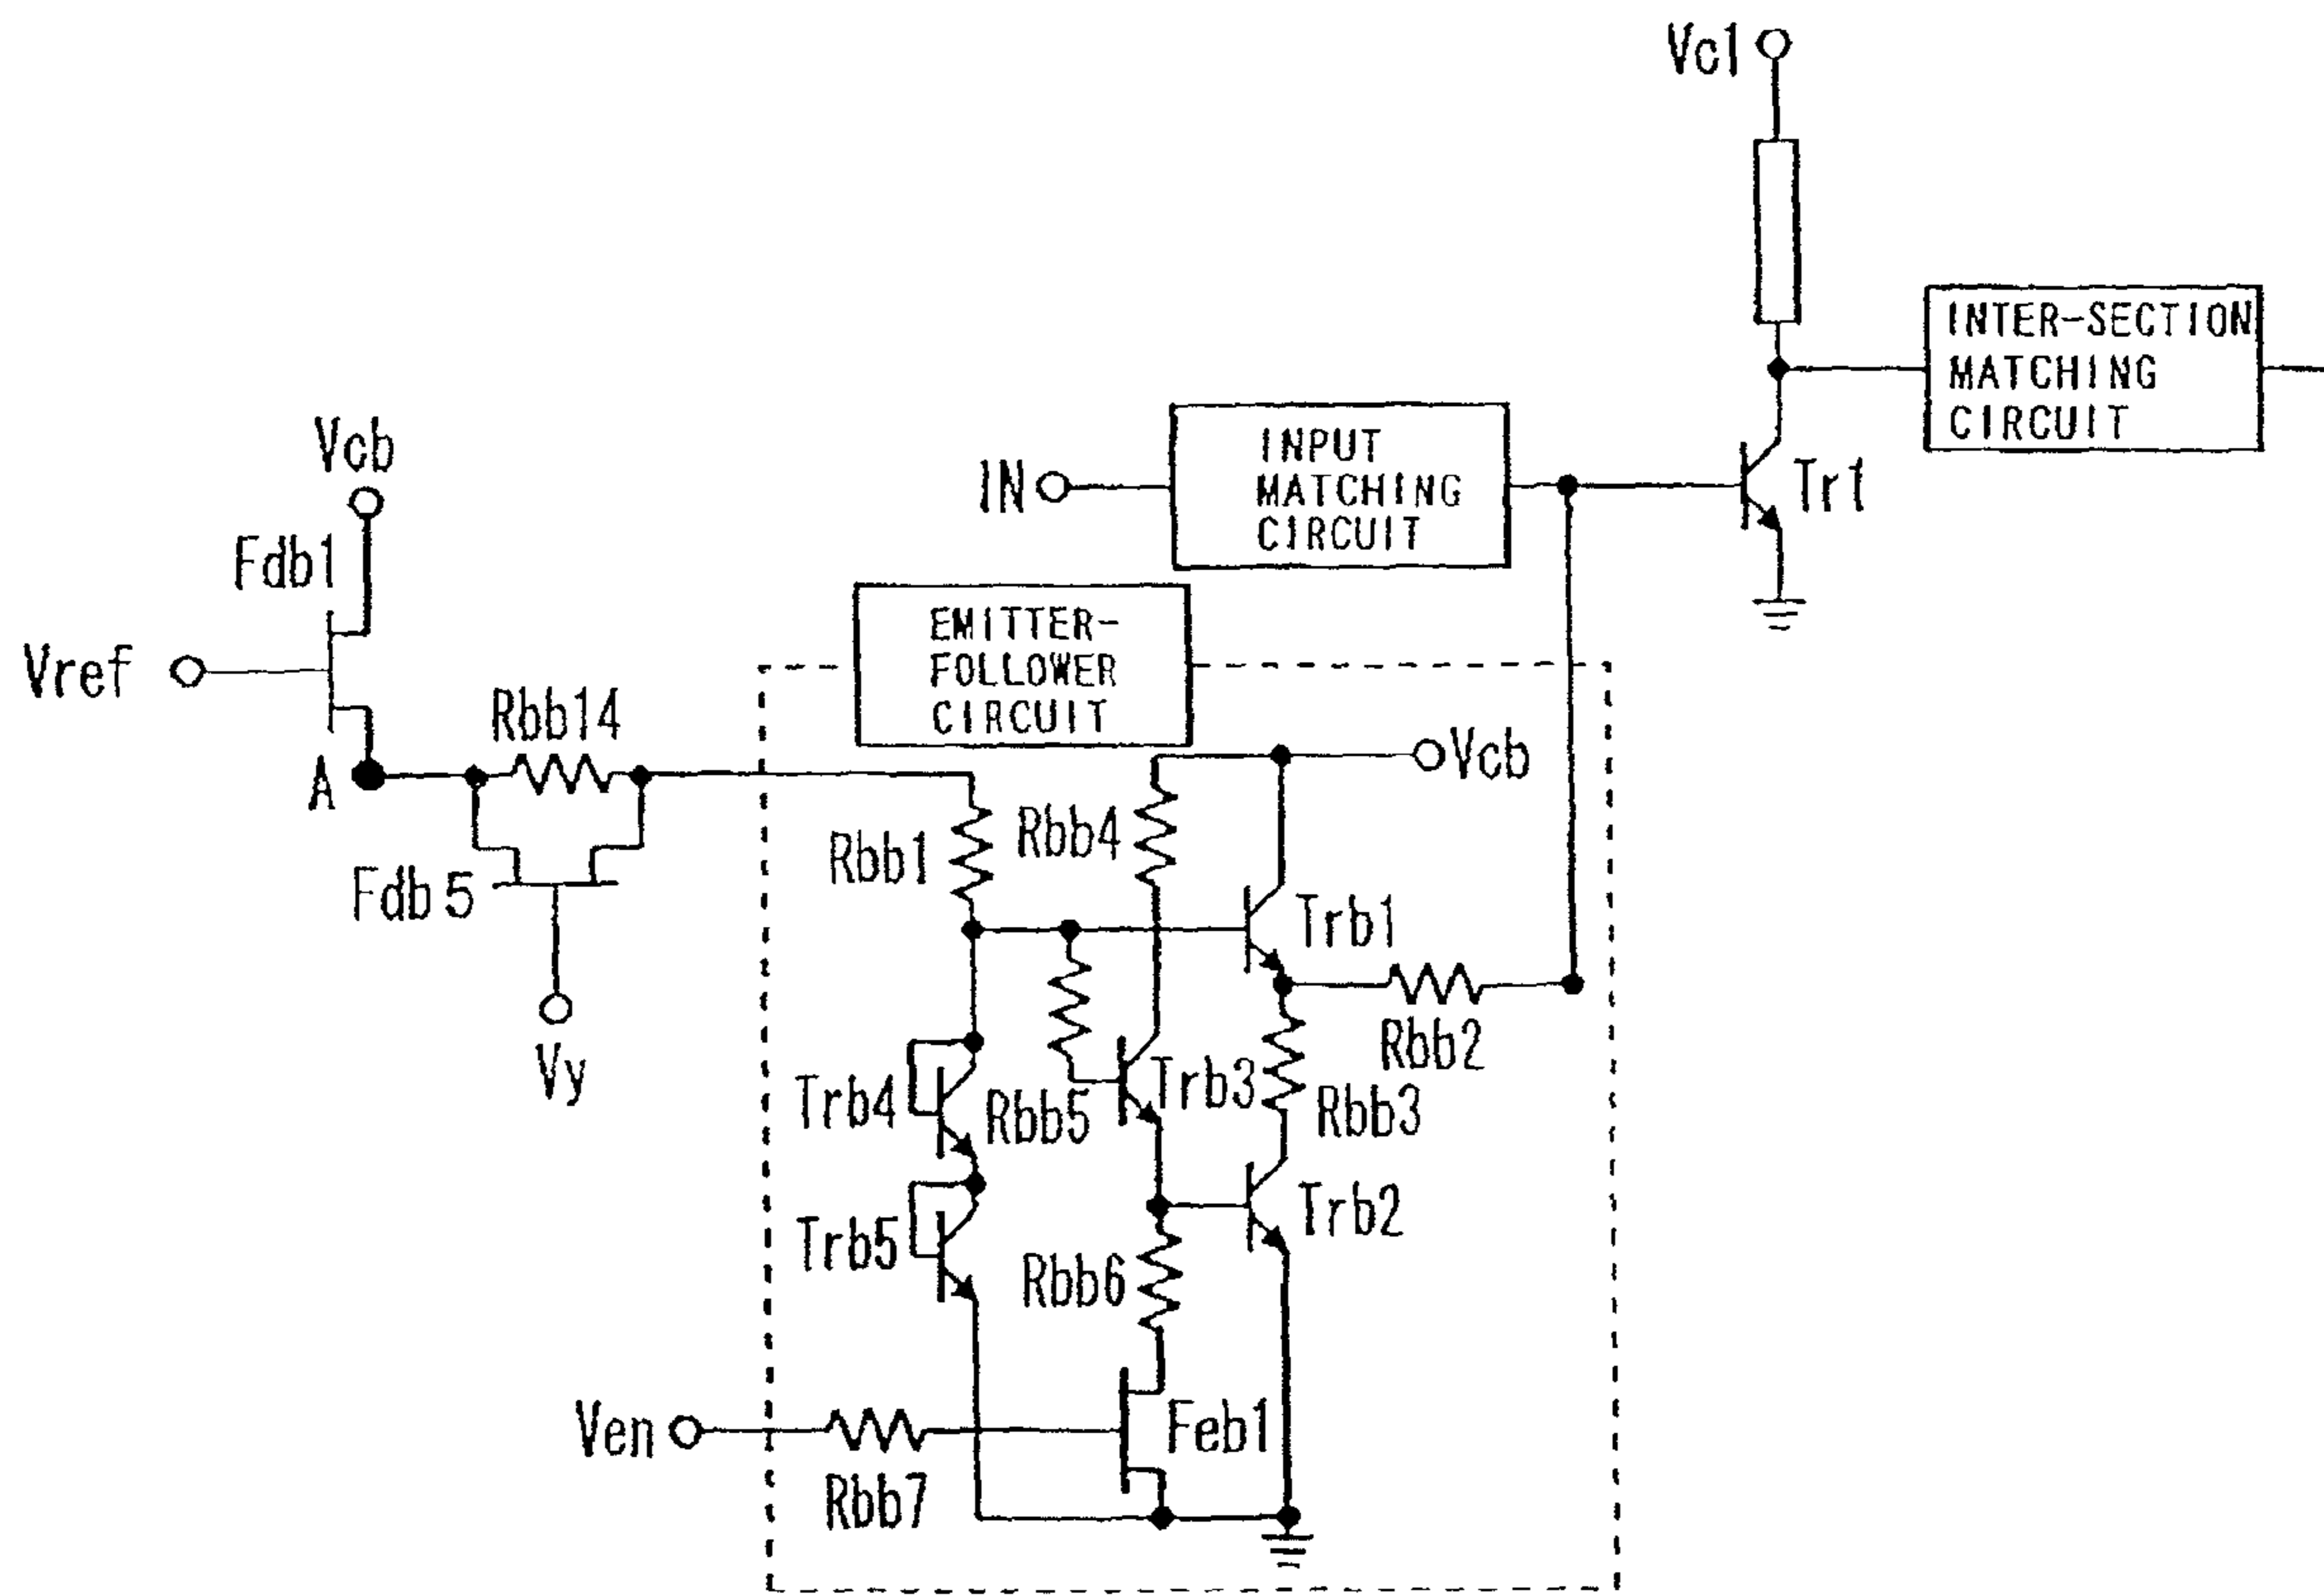 Vc1
INTER-SECTION
MATCHING
CIRCUIT
Vcb
INPUT
MATCHING
CIRCUIT
IN
Tr1
Fdb1
EMITTER-
FOLLOWER
CIRCUIT
Vref
Rbb14
A
Vcb
Rbb1
Rbb4
Fdb5
Trb1
Vy
Rbb2
Trb4
Rbb5
Trb3
Rbb3
Trb5
Rbb6
Trb2
Ven
Feb1
Rbb7